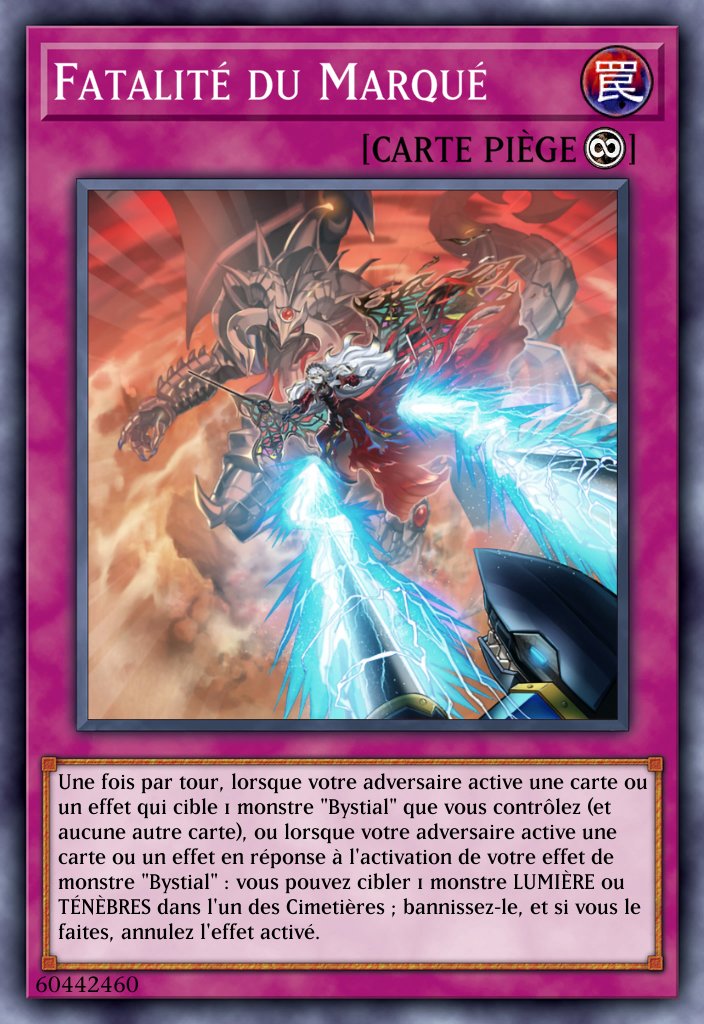 Fatalité du Marqué
罠
[CARTE PIÈGE ]
Une fois par tour, lorsque votre adversaire active une carte ou
un effet qui cible 1 monstre "Bystial" que vous contrôlez (et
aucune autre carte), ou lorsque votre adversaire active une
carte ou un effet en réponse à l'activation de votre effet de
monstre "Bystial" : vous pouvez cibler 1 monstre LUMIÈRE ou
TÉNÈBRES dans l'un des Cimetières ; bannissez-le, et si vous le
faites, annulez l'effet activé.
60442460